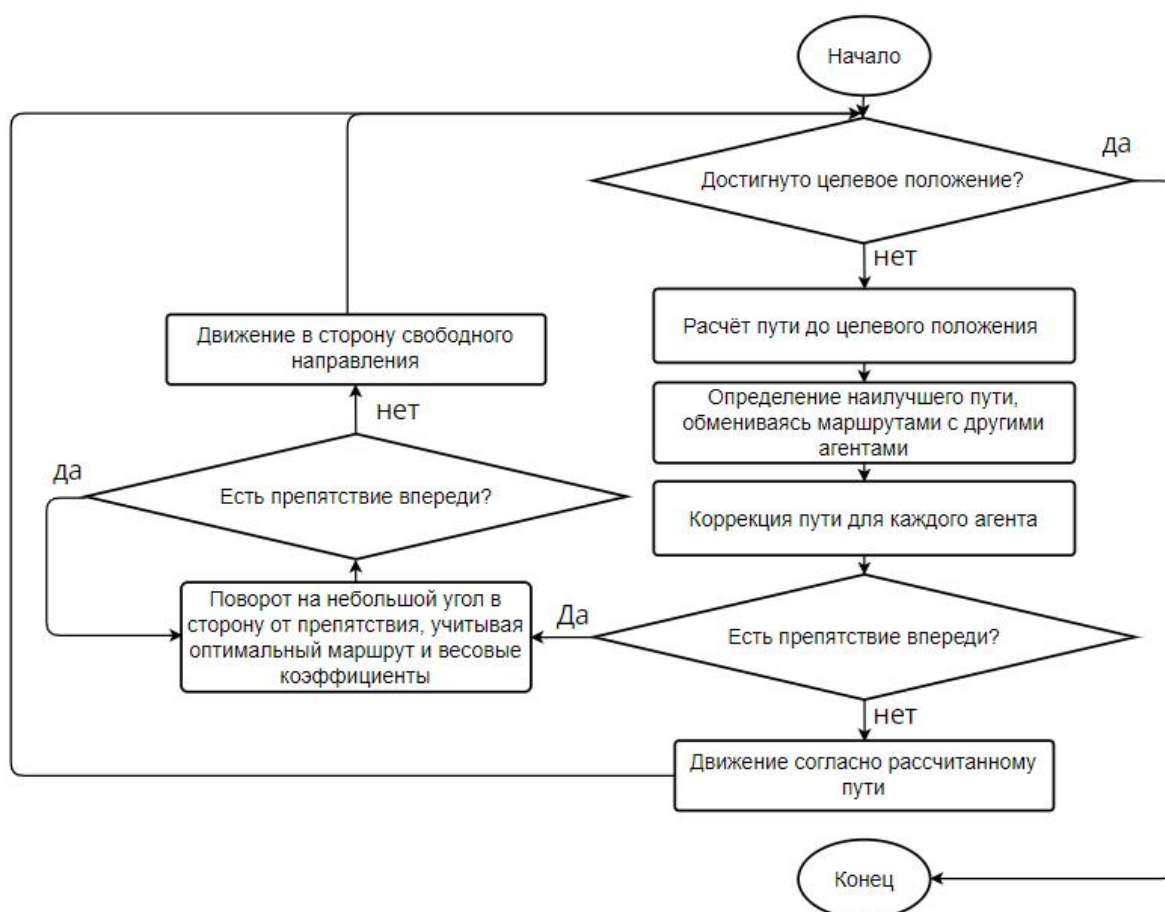 Начало
Достигнуто целевое положение?
да
нет
Расчёт пути до целевого положения
Определение наилучшего пути,
обмениваясь маршрутами с другими
агентами
Коррекция пути для каждого агента
Есть препятствие впереди?
Да
нет
Движение согласно рассчитанному
пути
Поворот на небольшой угол в
сторону от препятствия, учитывая
оптимальный маршрут и весовые
коэффициенты
Есть препятствие впереди?
да
нет
Движение в сторону свободного
направления
Конец